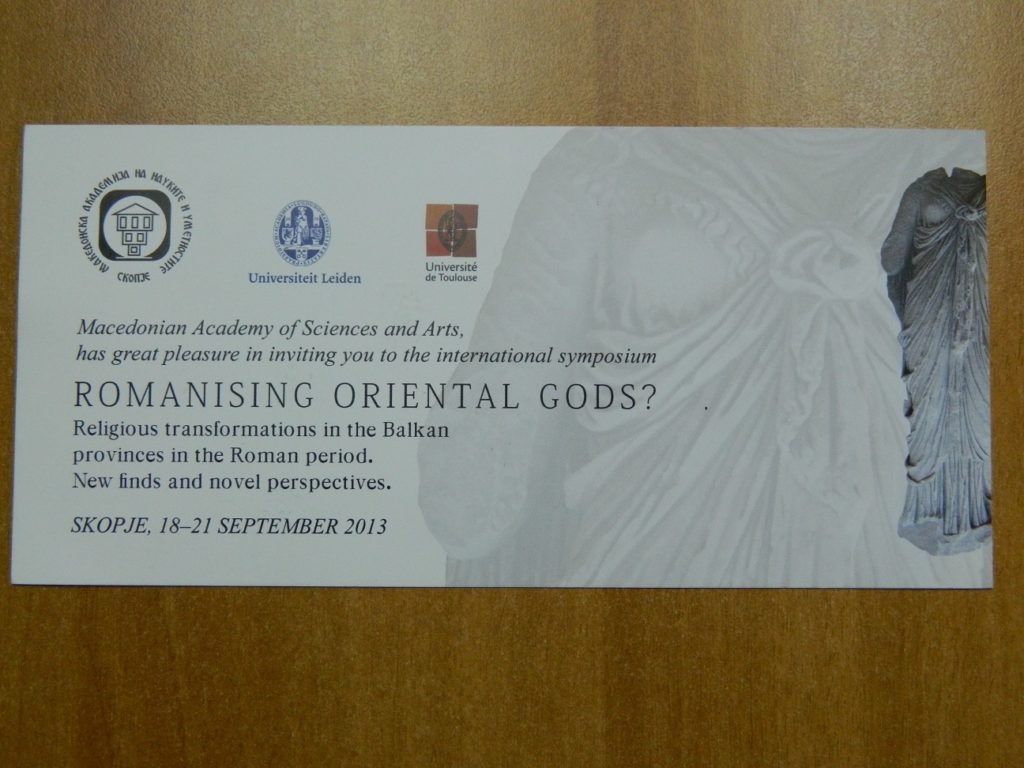 МАКЕДОНСКА АКАДЕМИЈА НА НАУКИТЕ И УМЕТНОСТИТЕ
СКОПЈЕ
Universiteit Leiden
Université
de Toulouse
Macedonian Academy of Sciences and Arts,
has great pleasure in inviting you to the international symposium
ROMANISING ORIENTAL GODS?
Religious transformations in the Balkan
provinces in the Roman period.
New finds and novel perspectives.
SKOPJE, 18–21 SEPTEMBER 2013